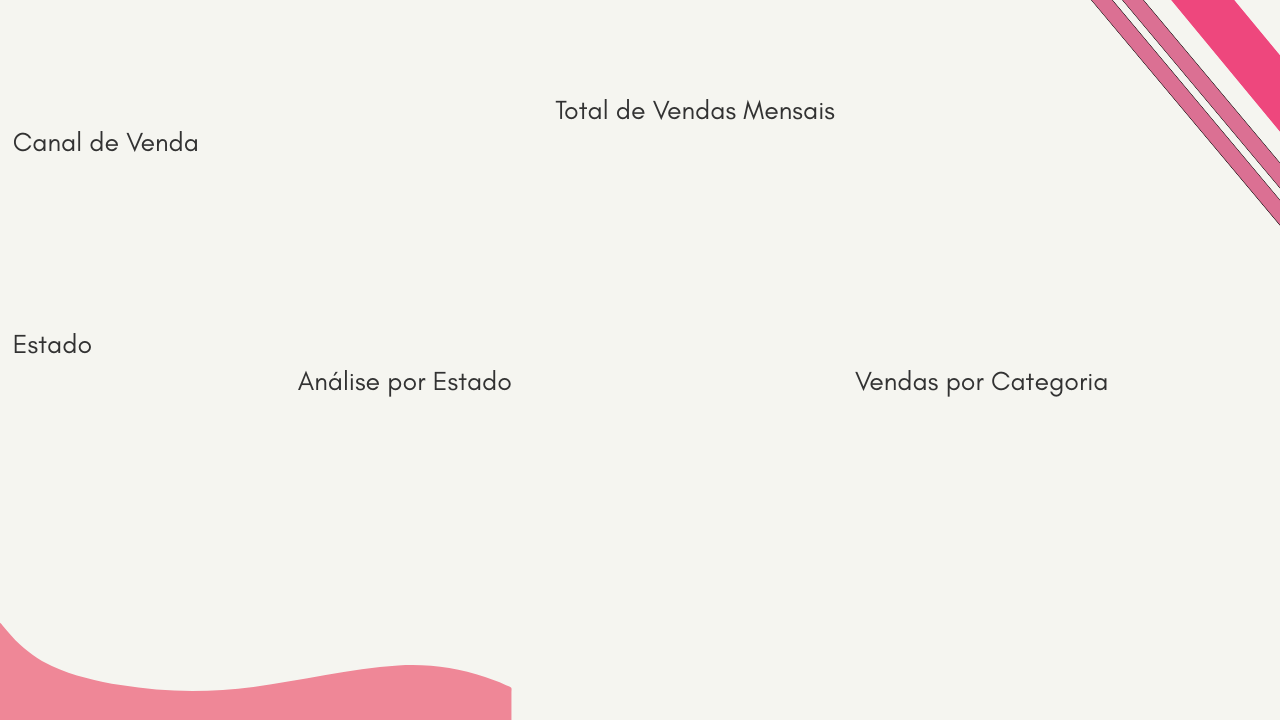 Total de Vendas Mensais
Canal de Venda
Estado
Análise por Estado
Vendas por Categoria